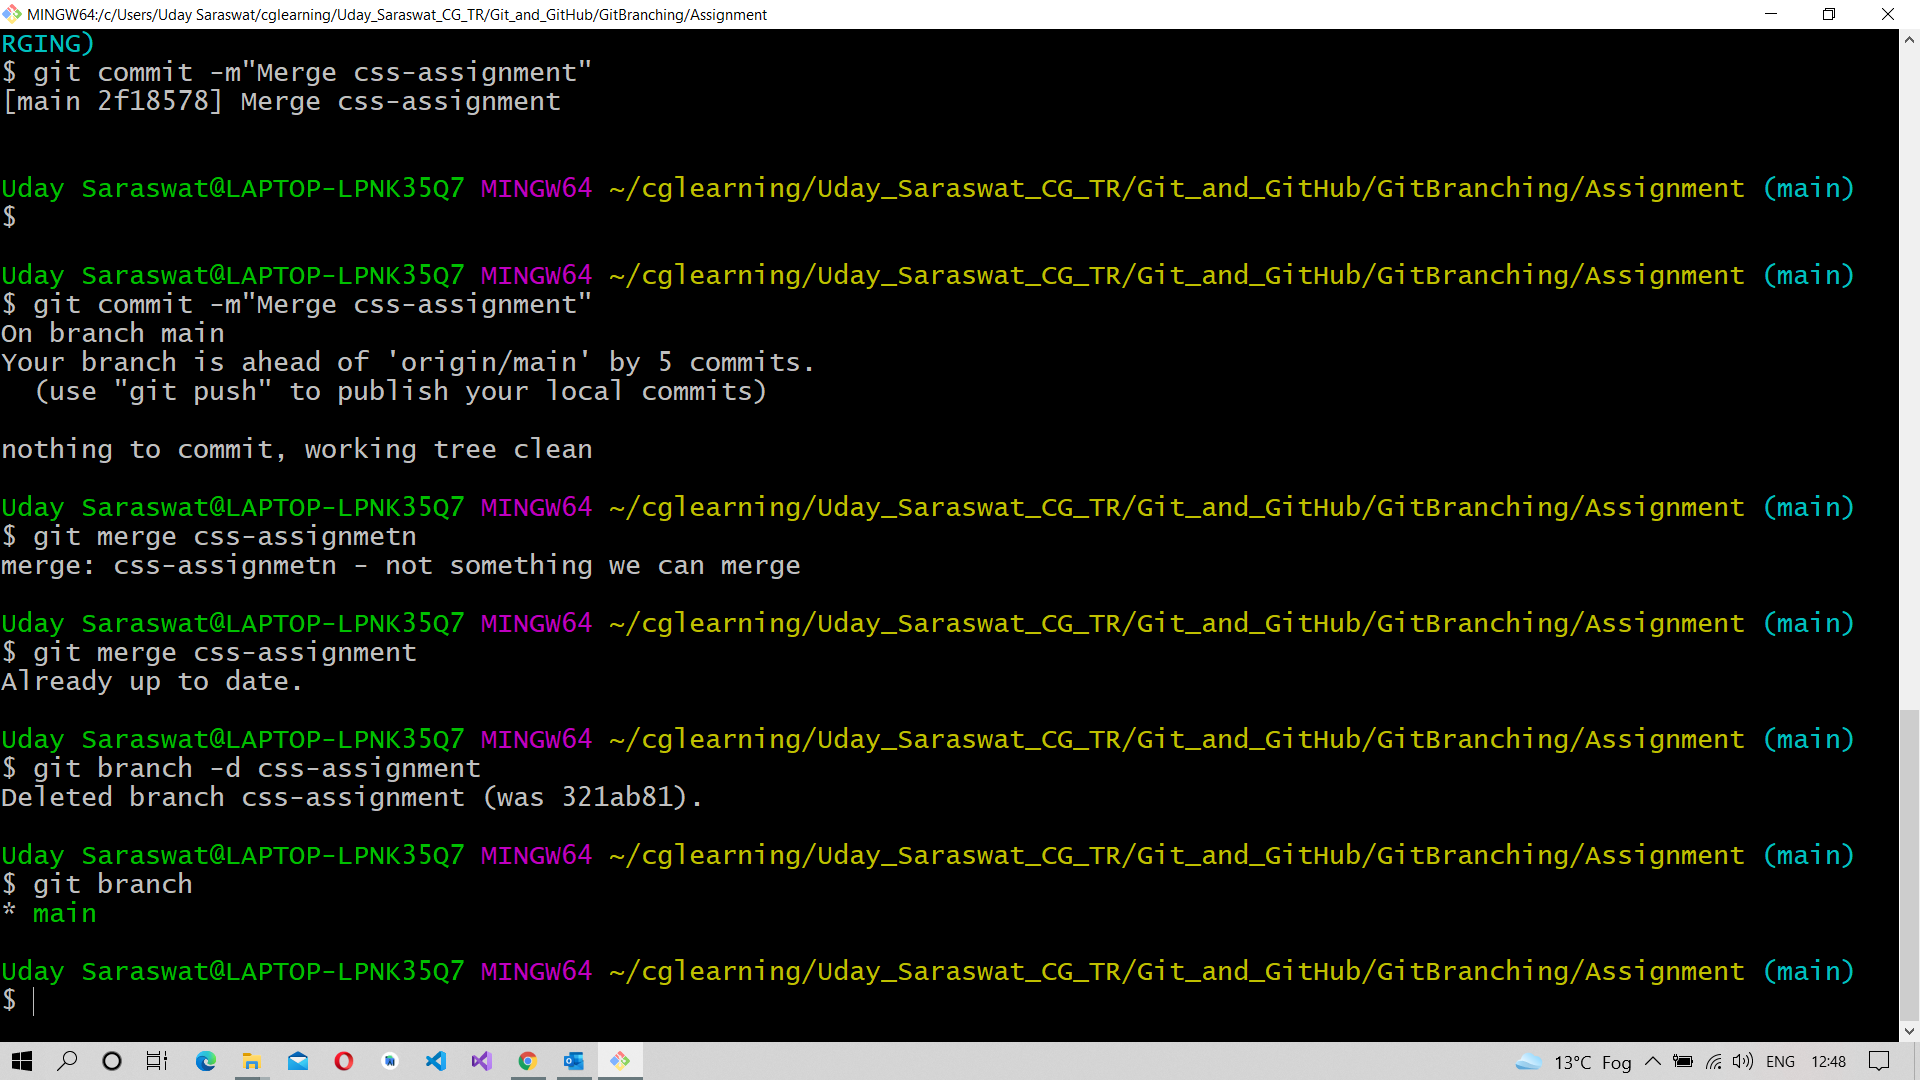 MINGW64:/c/Users/Uday Saraswat/cglearning/Uday_Saraswat_CG_TR/Git_and_GitHub/GitBranching/Assignment
RGING)
$ git commit -m"Merge css-assignment"
[main 2f18578] Merge css-assignment
Uday Saraswat@LAPTOP-LPNK35Q7 MINGW64 ~/cglearning/Uday_Saraswat_CG_TR/Git_and_GitHub/GitBranching/Assignment (main)
$
Uday Saraswat@LAPTOP-LPNK35Q7 MINGW64 ~/cglearning/Uday_Saraswat_CG_TR/Git_and_GitHub/GitBranching/Assignment (main)
$ git commit -m"Merge css-assignment"
On branch main
Your branch is ahead of 'origin/main' by 5 commits.
  (use "git push" to publish your local commits)
nothing to commit, working tree clean
Uday Saraswat@LAPTOP-LPNK35Q7 MINGW64 ~/cglearning/Uday_Saraswat_CG_TR/Git_and_GitHub/GitBranching/Assignment (main)
$ git merge css-assignmetn
merge: css-assignmetn - not something we can merge
Uday Saraswat@LAPTOP-LPNK35Q7 MINGW64 ~/cglearning/Uday_Saraswat_CG_TR/Git_and_GitHub/GitBranching/Assignment (main)
$ git merge css-assignment
Already up to date.
Uday Saraswat@LAPTOP-LPNK35Q7 MINGW64 ~/cglearning/Uday_Saraswat_CG_TR/Git_and_GitHub/GitBranching/Assignment (main)
$ git branch -d css-assignment
Deleted branch css-assignment (was 321ab81).
Uday Saraswat@LAPTOP-LPNK35Q7 MINGW64 ~/cglearning/Uday_Saraswat_CG_TR/Git_and_GitHub/GitBranching/Assignment (main)
$ git branch
* main
Uday Saraswat@LAPTOP-LPNK35Q7 MINGW64 ~/cglearning/Uday_Saraswat_CG_TR/Git_and_GitHub/GitBranching/Assignment (main)
$
13°C Fog ENG 12:48